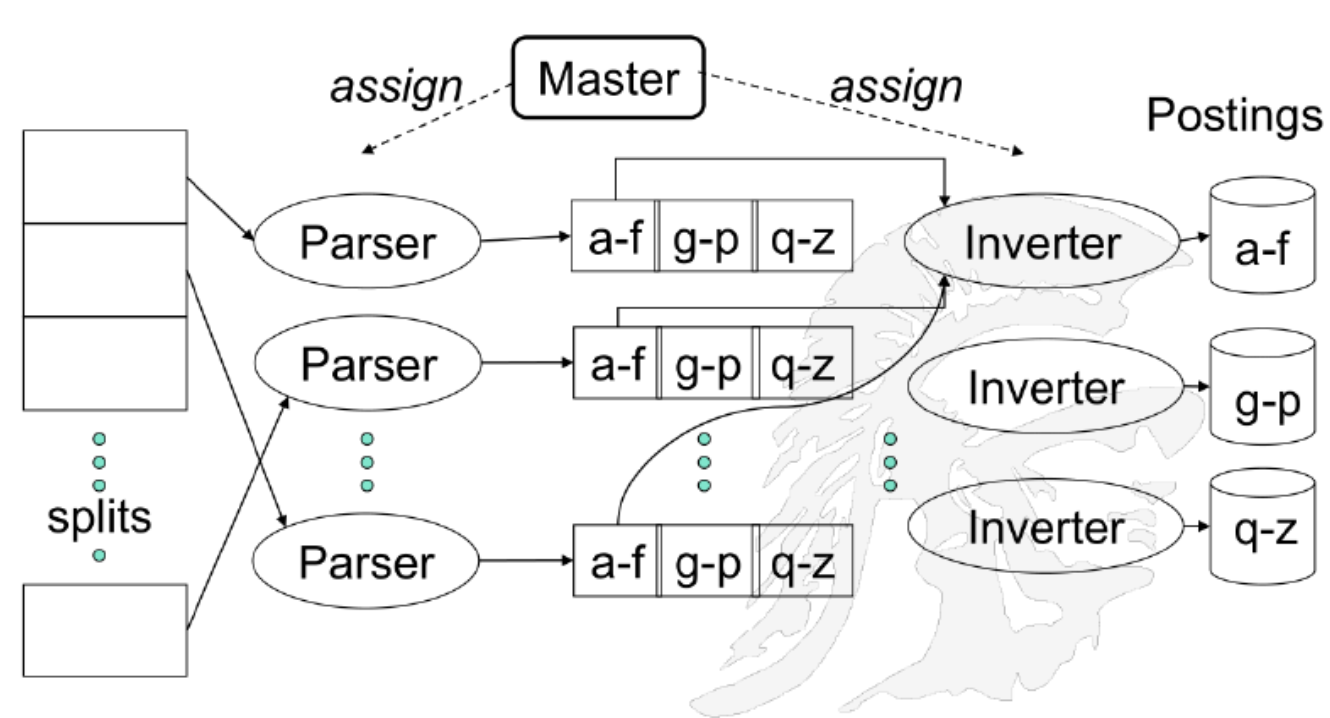 assign
Master
assign
Postings
Parser
a-f g-p q-z
Inverter
a-f
Parser
a-f g-p q-z
Inverter
g-p
splits
Parser
a-f g-p q-z
Inverter
q-z